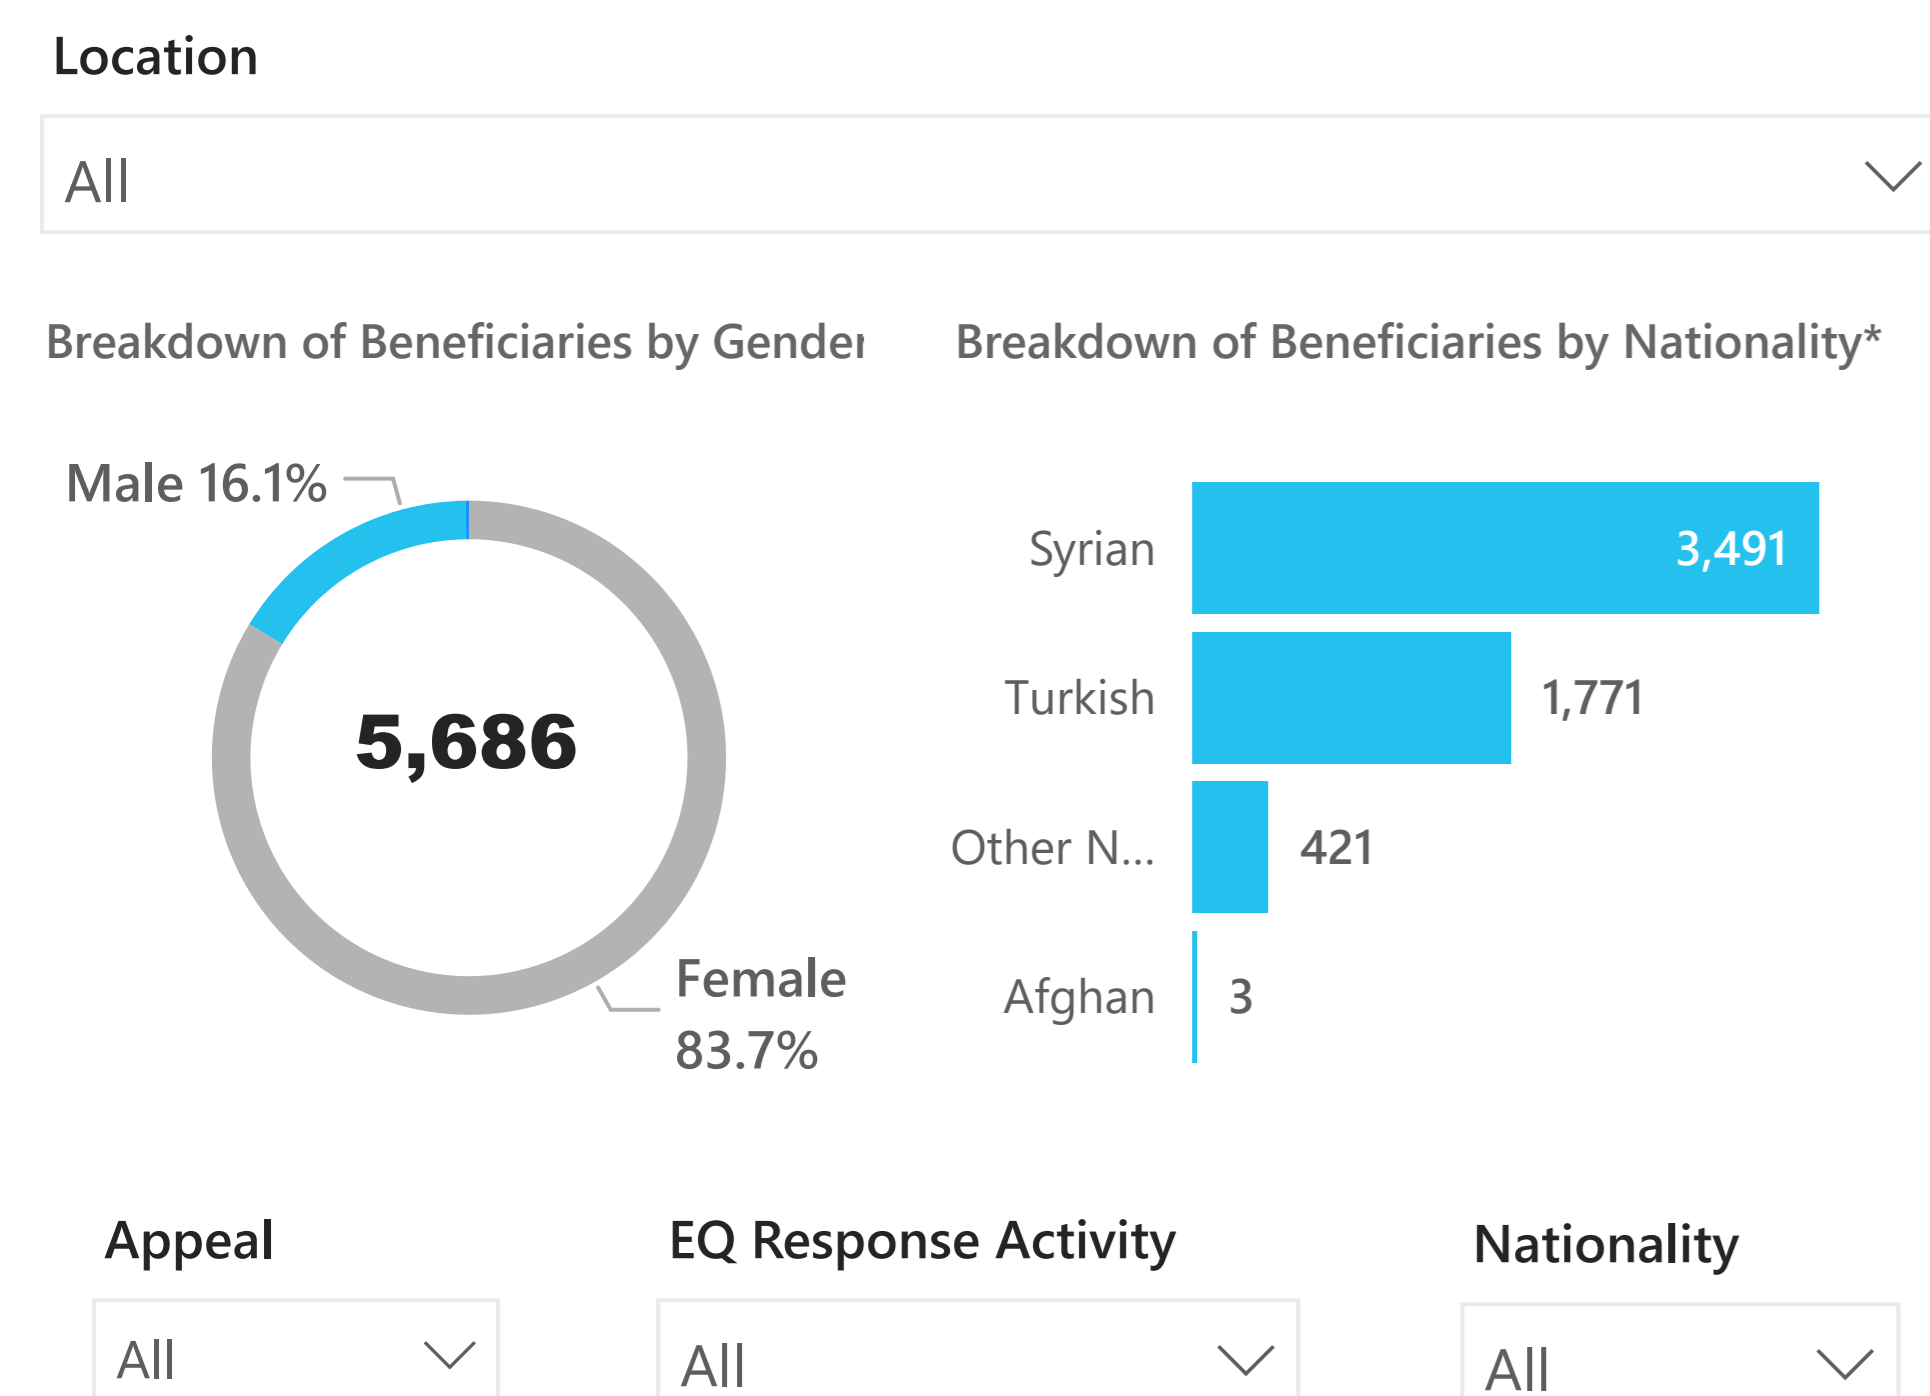 Location
All
Breakdown of Beneficiaries by Gender
Breakdown of Beneficiaries by Nationality*
Male 16.1%
5,686
Female
83.7%
Syrian 3,491
Turkish 1,771
Other N... 421
Afghan 3
Appeal
All
EQ Response Activity
All
Nationality
All